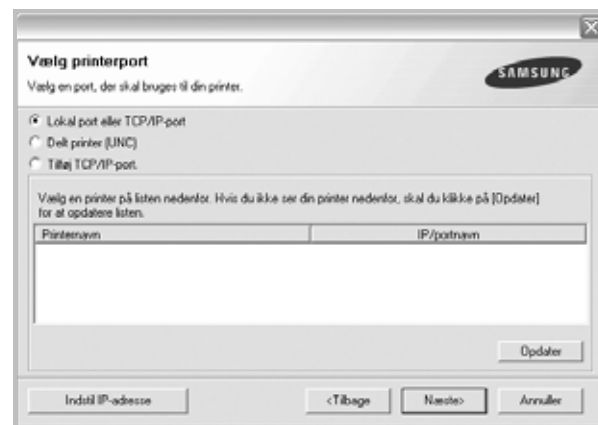 Vælg printerport
Vælg en port, der skal bruges til din printer.
SAMSUNG
Lokal port eller TCP/IP-port
Delt printer (UNC)
Tilføj TCP/IP-port.
Vælg en printer på listen nedenfor. Hvis du ikke ser din printer nedenfor, skal du klikke på [Opdater]
for at opdatere listen.
Printernavn IP/portnavn
Opdater
Indstil IP-adresse <Tilbage Næste> Annuller